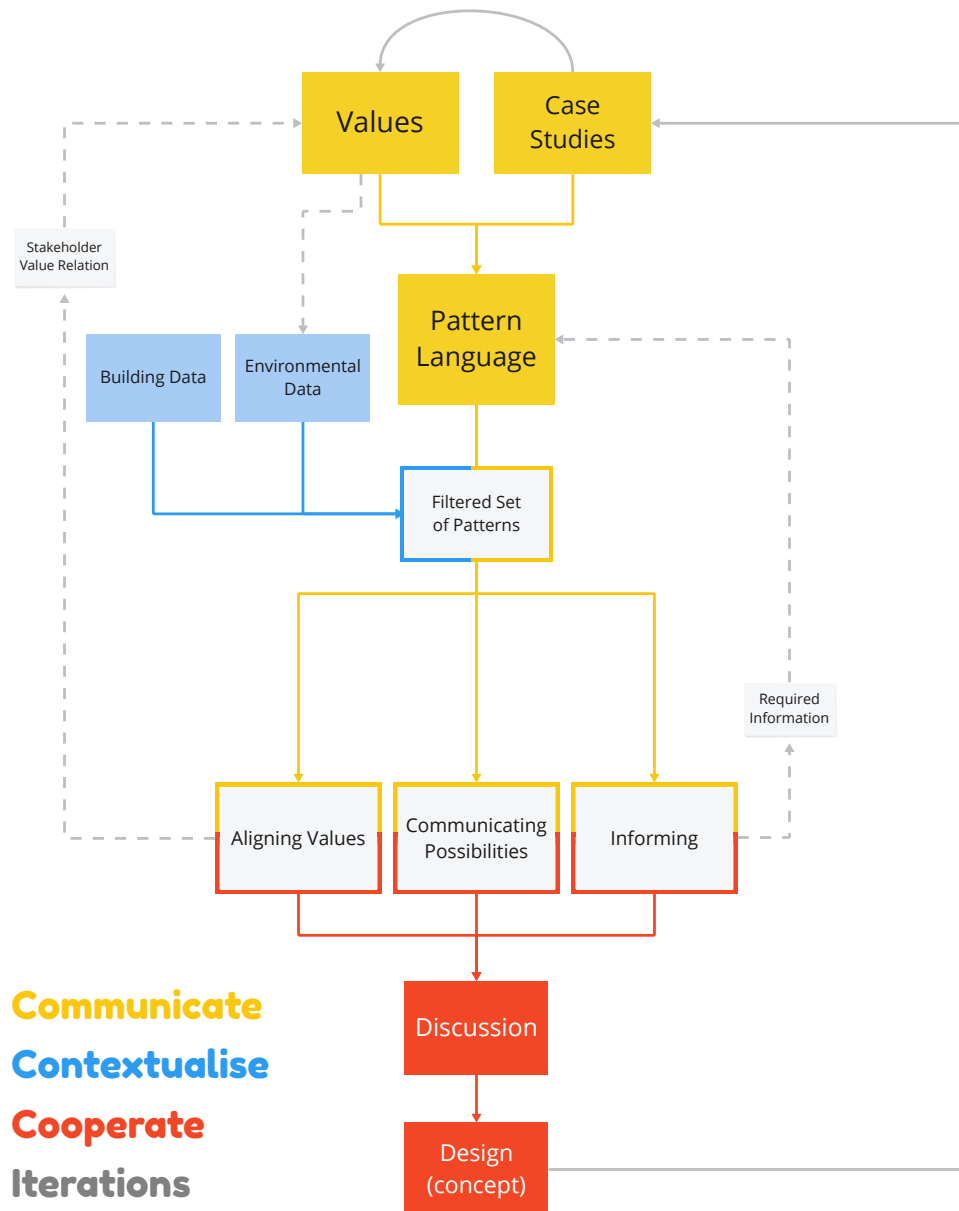 Values
Case
Studies
Stakeholder
Value Relation
Pattern
Language
Building Data
Environmental
Data
Filtered Set
of Patterns
Required
Information
Aligning Values
Communicating
Possibilities
Informing
Discussion
Design
(concept)
Communicate
Contextualise
Cooperate
Iterations